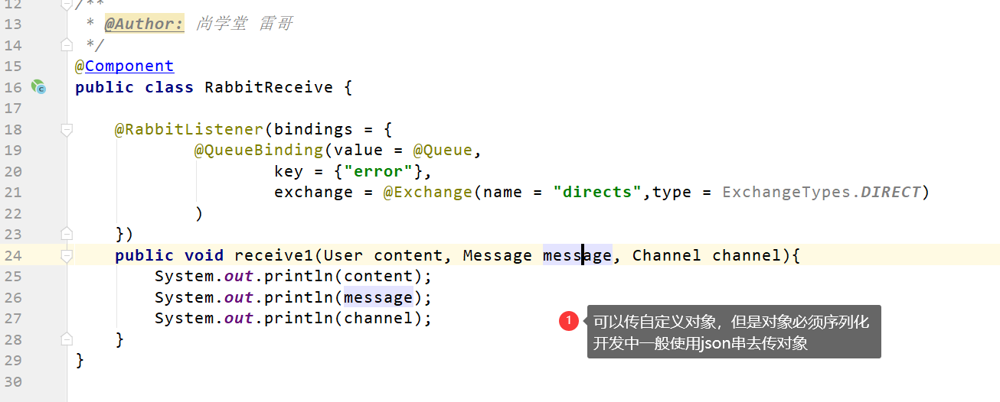 12 /**
13 * @Author: 尚学堂 雷哥
14 */
15 @Component
16 public class RabbitReceive {
17
18 @RabbitListener(bindings = {
19 @QueueBinding(value = @Queue,
20 key = {"error"},
21 exchange = @Exchange(name = "directs",type = ExchangeTypes.DIRECT)
22 )
23 })
24 public void receive1(User content, Message message, Channel channel){
25 System.out.println(content);
26 System.out.println(message);
27 System.out.println(channel);
28 }
29 }
30
1 可以传自定义对象，但是对象必须序列化
开发中一般使用json串去传对象